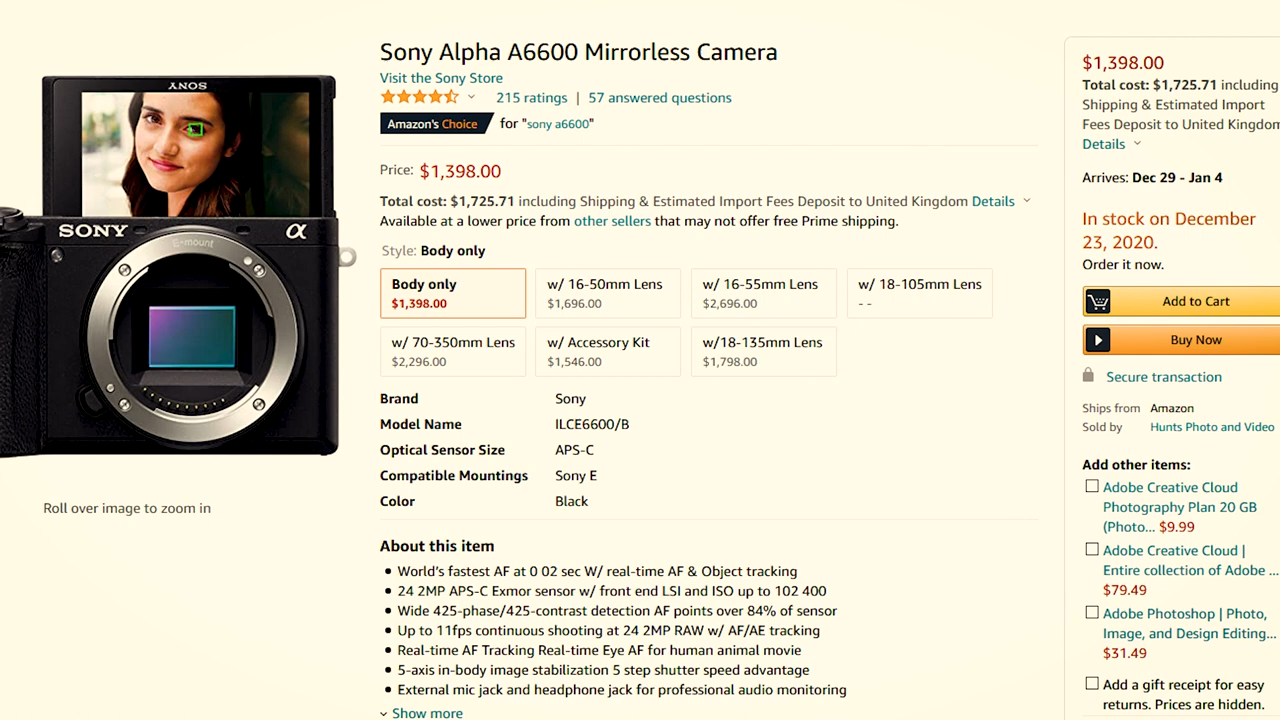 Sony Alpha A6600 Mirrorless Camera
Visit the Sony Store
215 ratings | 57 answered questions
Amazon's Choice for "sony a6600"
Price: $1,398.00
Total cost: $1,725.71 including Shipping & Estimated Import Fees Deposit to United Kingdom Details
Available at a lower price from other sellers that may not offer free Prime shipping.
Style: Body only
Body only
$1,398.00
w/ 16-50mm Lens
$1,696.00
w/ 16-55mm Lens
$2,696.00
w/ 18-105mm Lens
- -
w/ 70-350mm Lens
$2,296.00
w/ Accessory Kit
$1,546.00
w/18-135mm Lens
$1,798.00
Brand Sony
Model Name ILCE6600/B
Optical Sensor Size APS-C
Compatible Mountings Sony E
Color Black
About this item
• World's fastest AF at 0 02 sec W/ real-time AF & Object tracking
• 24 2MP APS-C Exmor sensor w/ front end LSI and ISO up to 102 400
• Wide 425-phase/425-contrast detection AF points over 84% of sensor
• Up to 11fps continuous shooting at 24 2MP RAW w/ AF/AE tracking
• Real-time AF Tracking Real-time Eye AF for human animal movie
• 5-axis in-body image stabilization 5 step shutter speed advantage
• External mic jack and headphone jack for professional audio monitoring
Show more
SONY
SONY
α
E-mount
Roll over image to zoom in
$1,398.00
Total cost: $1,725.71 including
Shipping & Estimated Import
Fees Deposit to United Kingdom
Details
Arrives: Dec 29 - Jan 4
In stock on December
23, 2020.
Order it now.
Add to Cart
Buy Now
Secure transaction
Ships from Amazon
Sold by Hunts Photo and Video
Add other items:
Adobe Creative Cloud
Photography Plan 20 GB
(Photo... $9.99
Adobe Creative Cloud |
Entire collection of Adobe ...
$79.49
Adobe Photoshop | Photo,
Image, and Design Editing...
$31.49
Add a gift receipt for easy
returns. Prices are hidden.